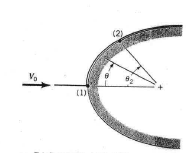 (2)
V₀
θ
θ₂
(1)
+